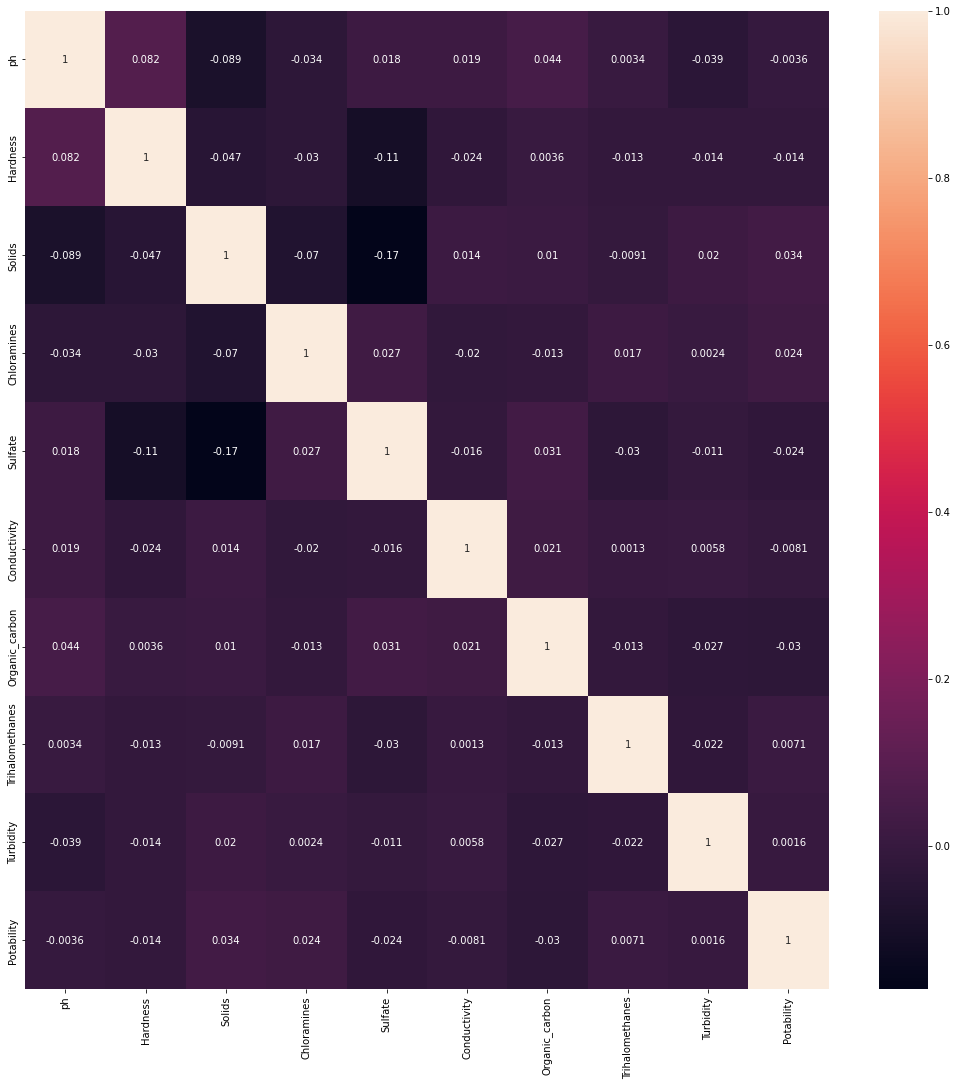 ph 1 0.082 -0.089 -0.034 0.018 0.019 0.044 0.0034 -0.039 -0.0036
Hardness 0.082 1 -0.047 -0.03 -0.11 -0.024 0.0036 -0.013 -0.014 -0.014
Solids -0.089 -0.047 1 -0.07 -0.17 0.014 0.01 -0.0091 0.02 0.034
Chloramines -0.034 -0.03 -0.07 1 0.027 -0.02 -0.013 0.017 0.0024 0.024
Sulfate 0.018 -0.11 -0.17 0.027 1 -0.016 0.031 -0.03 -0.011 -0.024
Conductivity 0.019 -0.024 0.014 -0.02 -0.016 1 0.021 0.0013 0.0058 -0.0081
Organic_carbon 0.044 0.0036 0.01 -0.013 0.031 0.021 1 -0.013 -0.027 -0.03
Trihalomethanes 0.0034 -0.013 -0.0091 0.017 -0.03 0.0013 -0.013 1 -0.022 0.0071
Turbidity -0.039 -0.014 0.02 0.0024 -0.011 0.0058 -0.027 -0.022 1 0.0016
Potability -0.0036 -0.014 0.034 0.024 -0.024 -0.0081 -0.03 0.0071 0.0016 1
ph Hardness Solids Chloramines Sulfate Conductivity Organic_carbon Trihalomethanes Turbidity Potability
1.0
0.8
0.6
0.4
0.2
0.0